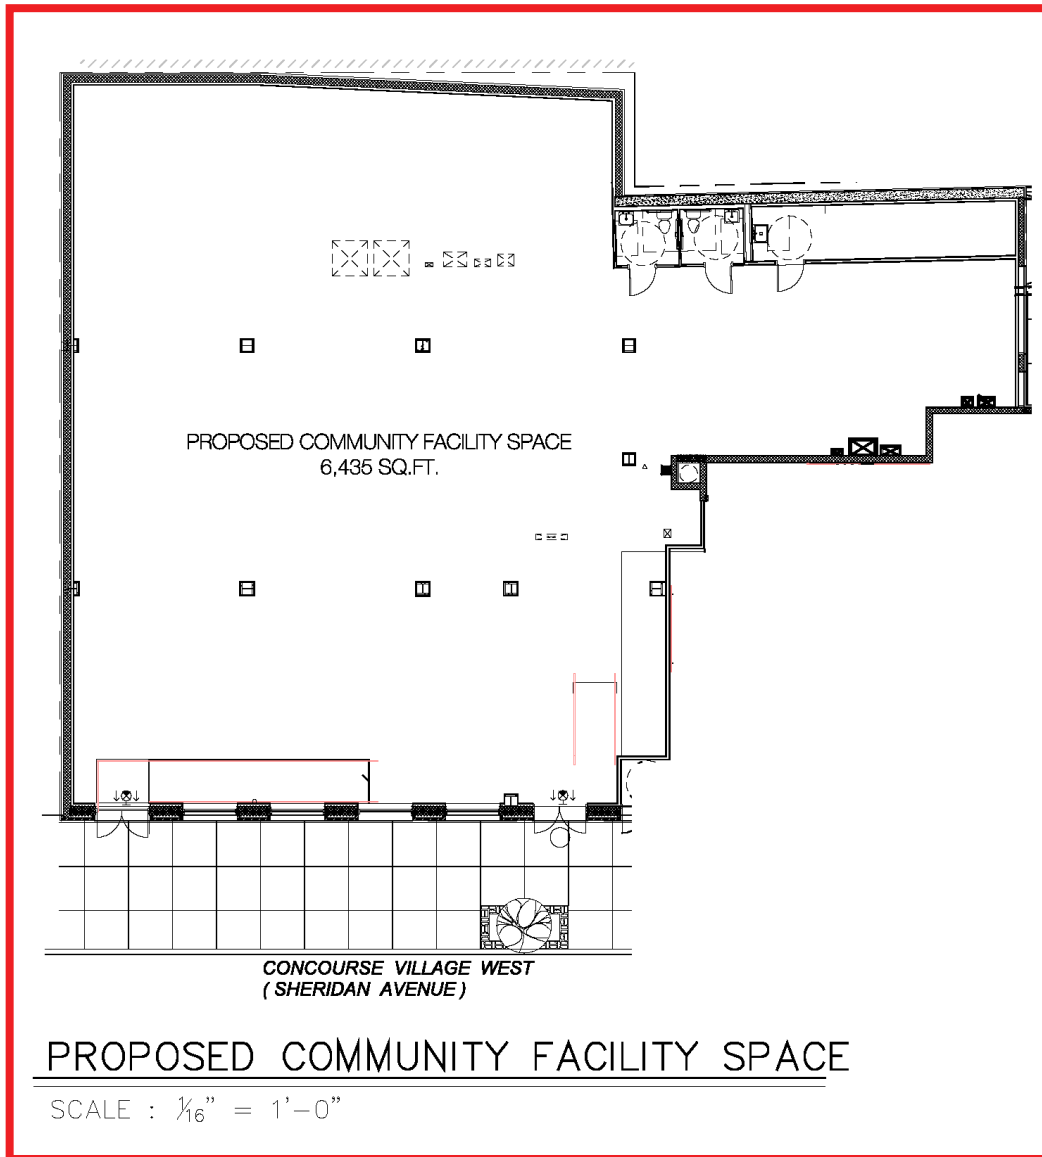 PROPOSED COMMUNITY FACILITY SPACE
6,435 SQ.FT.
CONCOURSE VILLAGE WEST
( SHERIDAN AVENUE )
PROPOSED COMMUNITY FACILITY SPACE
SCALE : 1/16" = 1'-0"